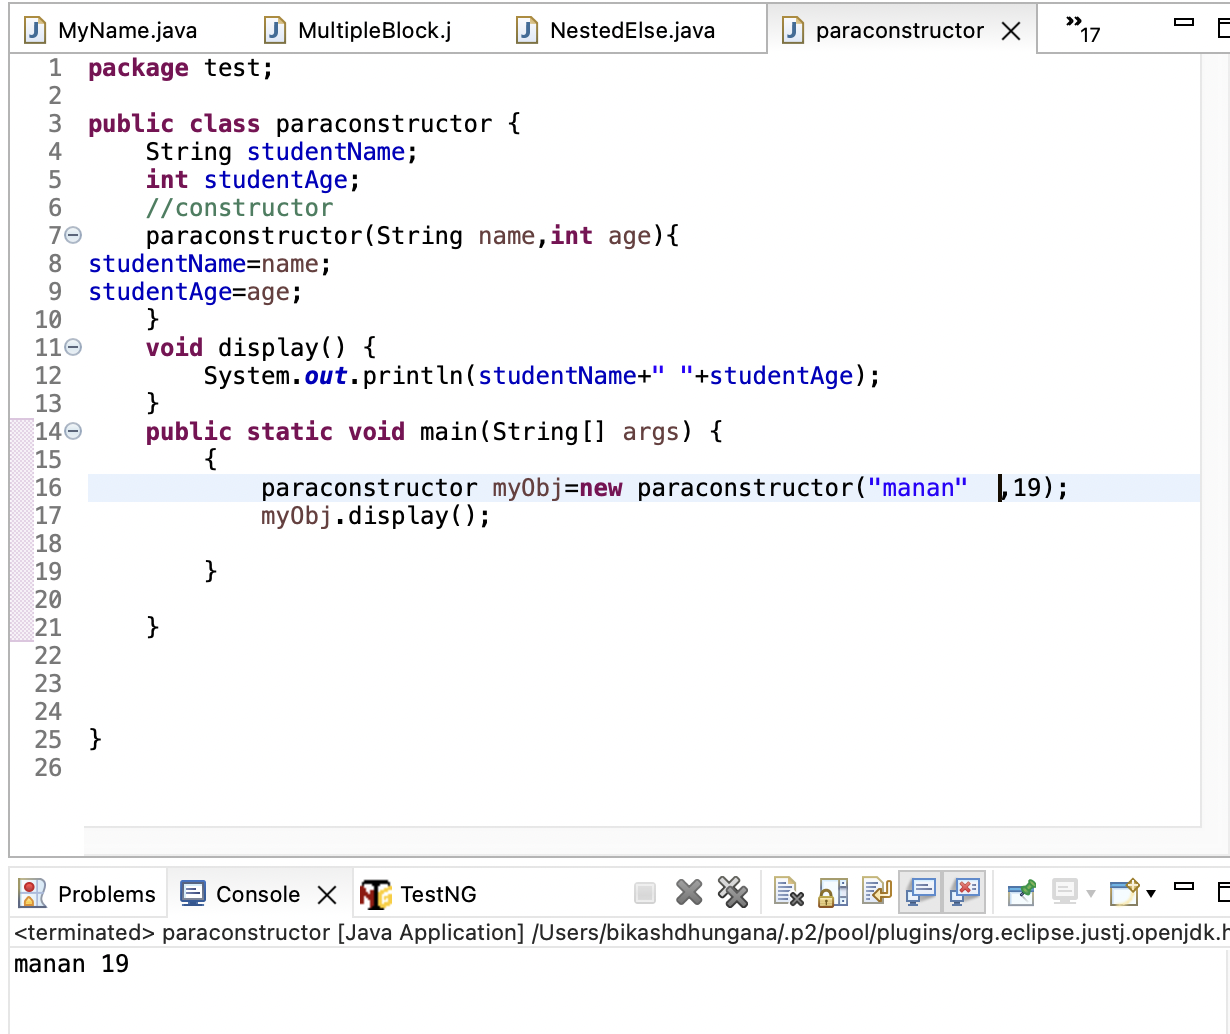 MyName.java MultipleBlock.j NestedElse.java paraconstructor »17
1 package test;
2
3 public class paraconstructor {
4     String studentName;
5     int studentAge;
6     //constructor
7     paraconstructor(String name,int age){
8 studentName=name;
9 studentAge=age;
10     }
11     void display() {
12         System.out.println(studentName+" "+studentAge);
13     }
14     public static void main(String[] args) {
15         {
16             paraconstructor myObj=new paraconstructor("manan"  ,19);
17             myObj.display();
18
19         }
20
21     }
22
23
24
25 }
26
Problems Console TestNG
<terminated> paraconstructor [Java Application] /Users/bikashdhungana/.p2/pool/plugins/org.eclipse.justj.openjdk.h
manan 19